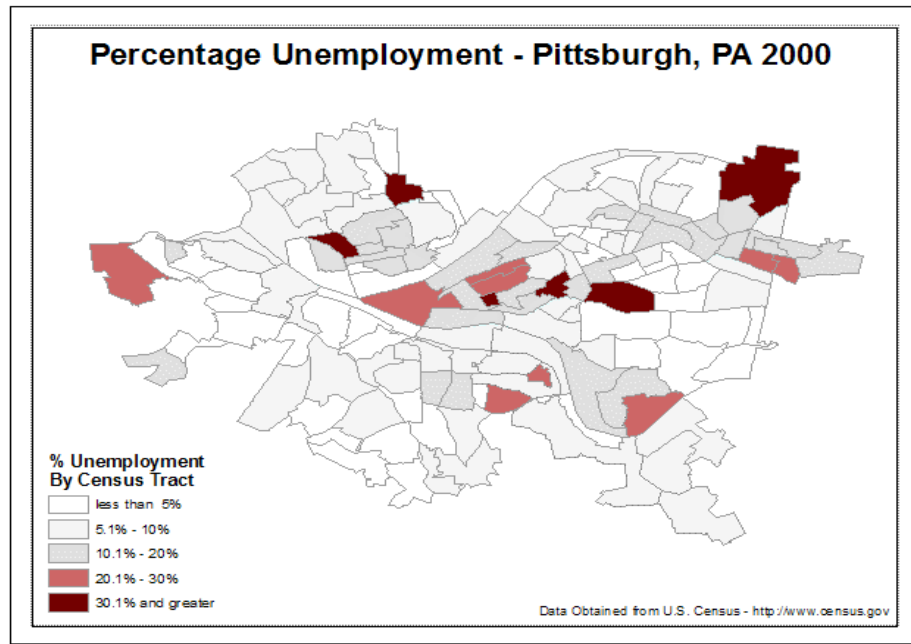 Percentage Unemployment - Pittsburgh, PA 2000
% Unemployment
By Census Tract
less than 5%
5.1% - 10%
10.1% - 20%
20.1% - 30%
30.1% and greater
Data Obtained from U.S. Census - http://www.census.gov